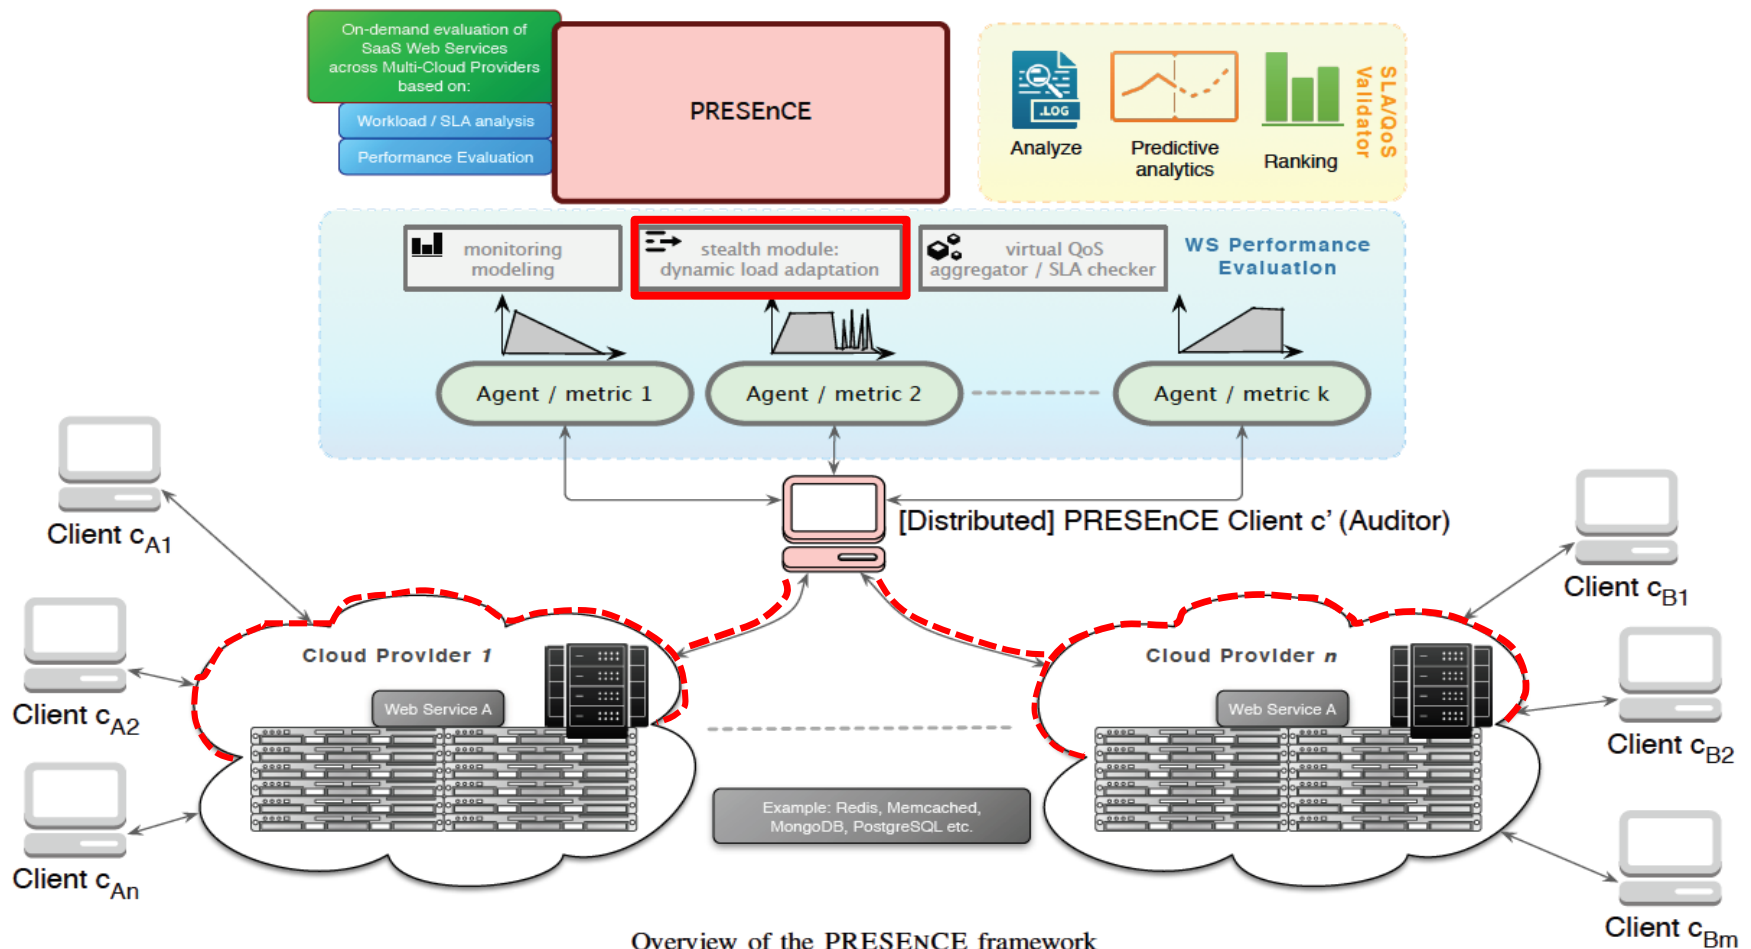 On-demand evaluation of
SaaS Web Services
across Multi-Cloud Providers
based on:
Workload / SLA analysis
Performance Evaluation
PRESEnCE
.LOG
Analyze
Predictive
analytics
Ranking
SLA/QoS
Validator
monitoring
modeling
stealth module:
dynamic load adaptation
virtual QoS
aggregator / SLA checker
WS Performance
Evaluation
Agent / metric 1
Agent / metric 2
Agent / metric k
[Distributed] PRESEnCE Client c' (Auditor)
Client cA1
Client cA2
Client cAn
Cloud Provider 1
Web Service A
Example: Redis, Memcached,
MongoDB, PostgreSQL etc.
Cloud Provider n
Web Service A
Client cB1
Client cB2
Client cBm
Overview of the PRESENCE framework